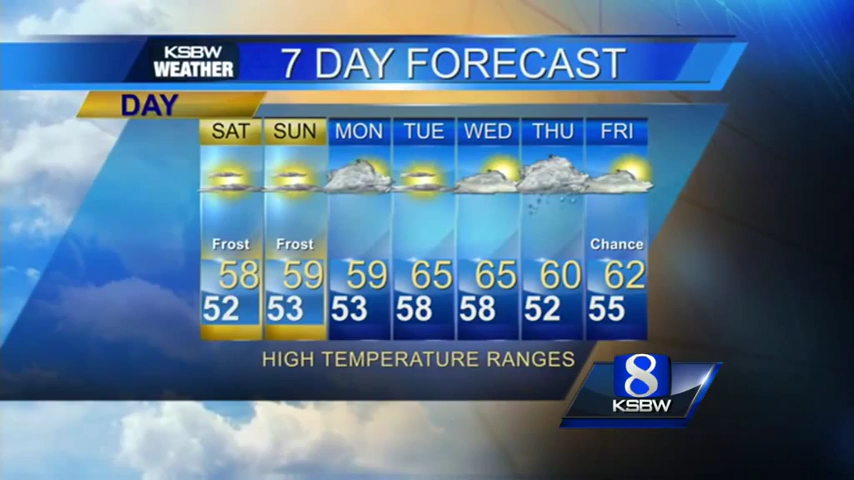 KSBW
WEATHER
7 DAY FORECAST
DAY
SAT SUN MON TUE WED THU FRI
Frost Frost Chance
58 59 59 65 65 60 62
52 53 53 58 58 52 55
HIGH TEMPERATURE RANGES
8
KSBW